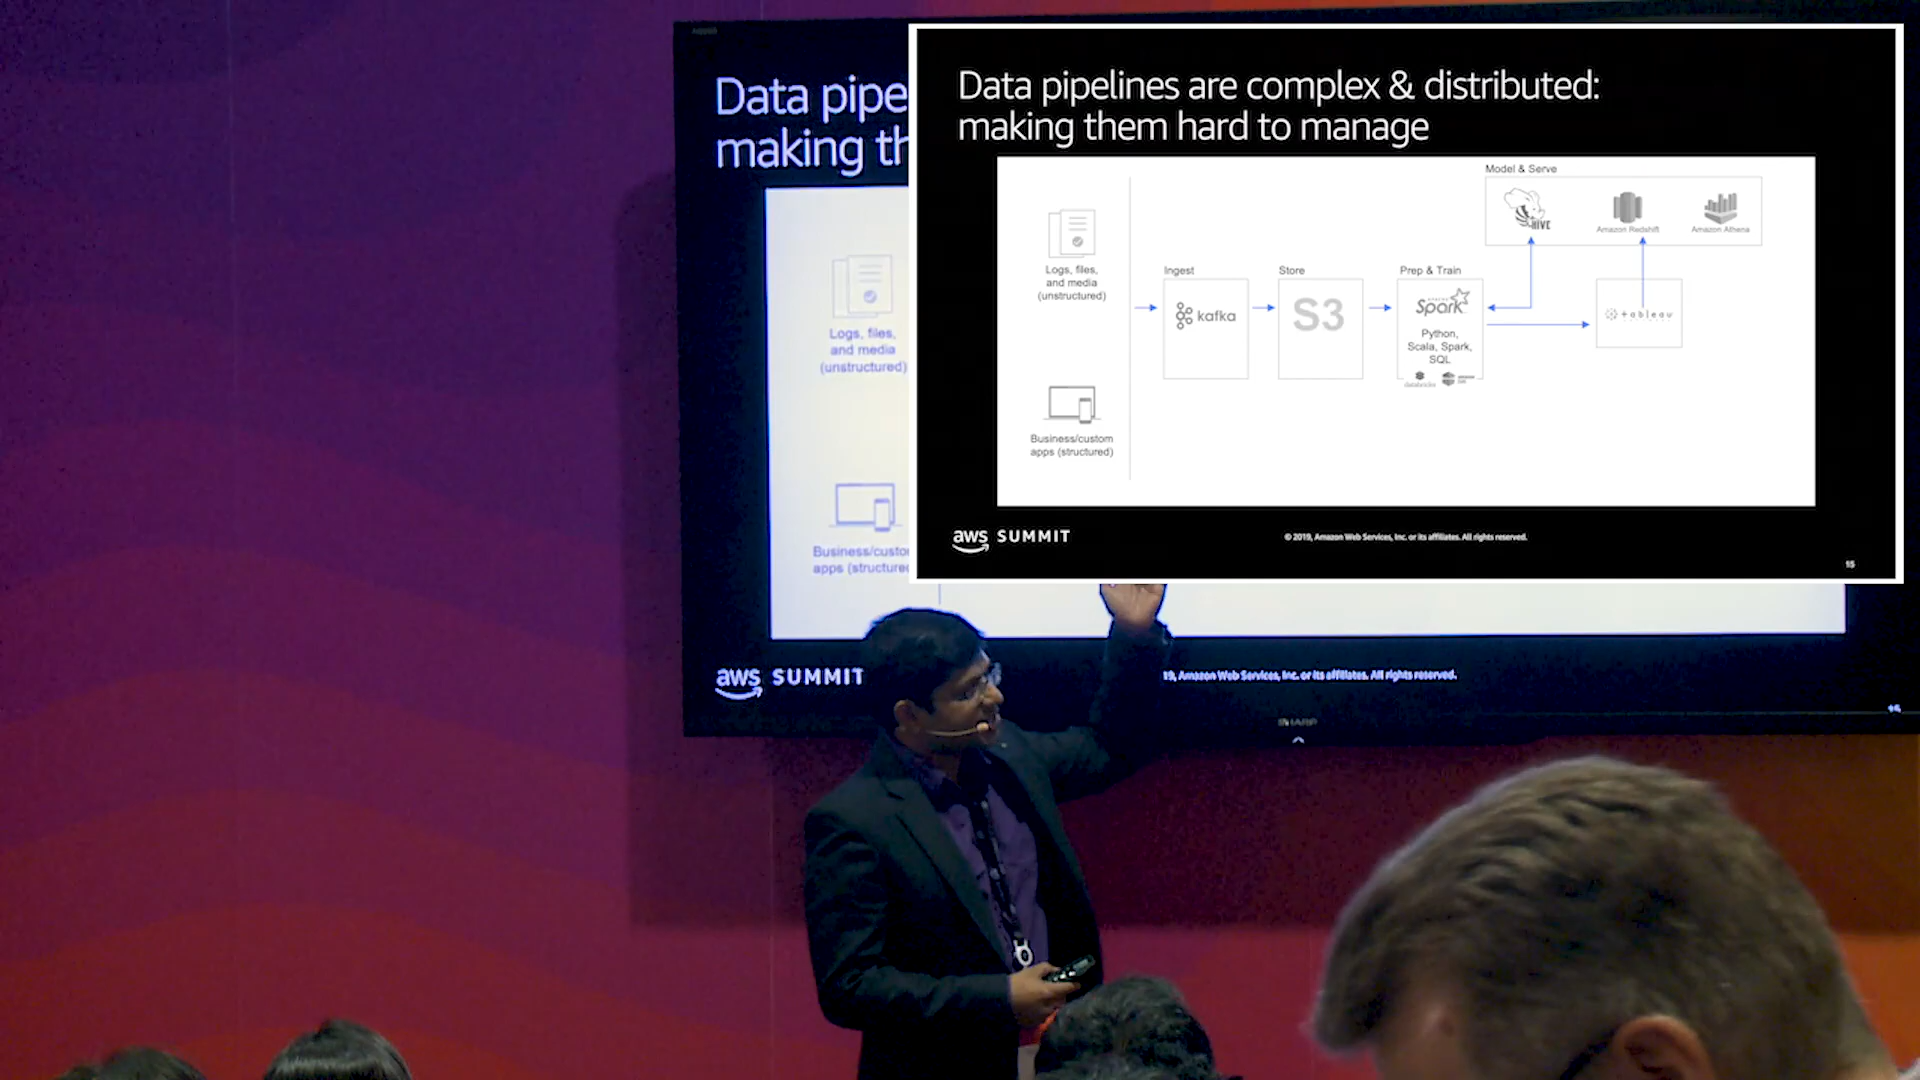 Data pipe
making th
Logs, files,
and media
(unstructured)
Business/custo
apps (structure
aws SUMMIT
19, Amazon Web Services, Inc. or its affiliates. All rights reserved.
SHARP
Data pipelines are complex & distributed:
making them hard to manage
Logs, files,
and media
(unstructured)
Business/custom
apps (structured)
Ingest
kafka
Store
S3
Prep & Train
Spark
Python,
Scala, Spark,
SQL
databricks
Model & Serve
HIVE
Amazon Redshift
Amazon Athena
+ableau
aws SUMMIT
© 2019, Amazon Web Services, Inc. or its affiliates. All rights reserved.
15